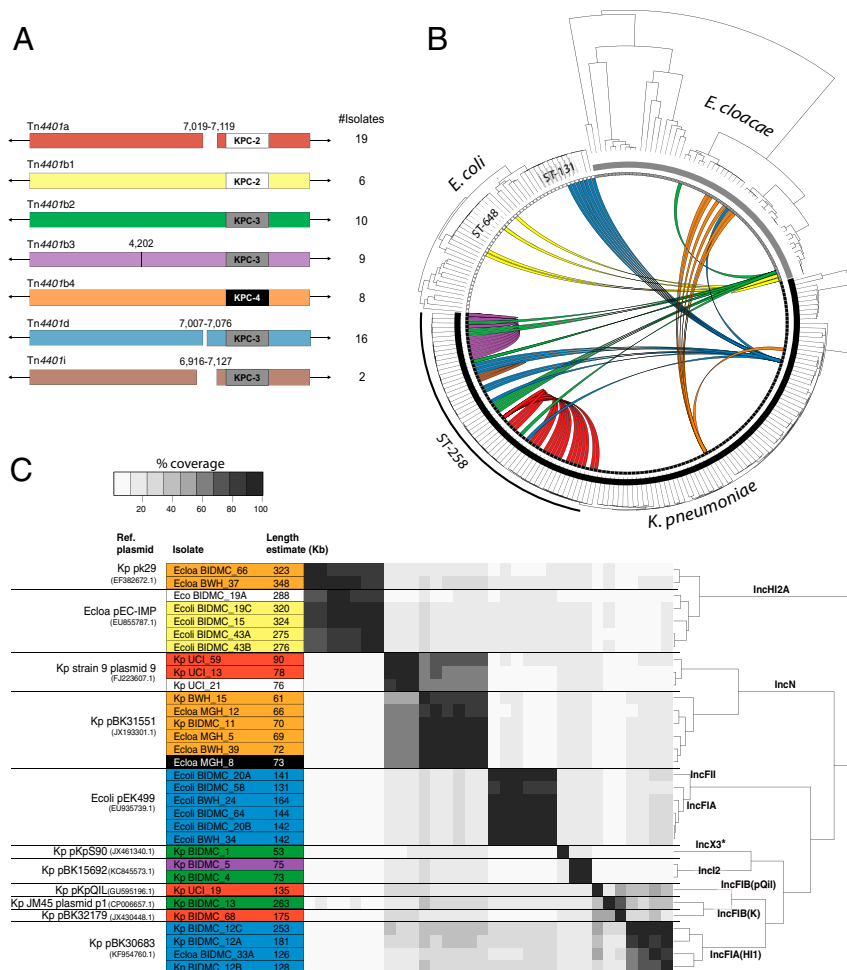 A
#Isolates
Tn4401a
7,019-7,119
KPC-2
19
Tn4401b1
KPC-2
6
Tn4401b2
KPC-3
10
Tn4401b3
4,202
KPC-3
9
Tn4401b4
KPC-4
8
Tn4401d
7,007-7,076
KPC-3
16
Tn4401i
6,916-7,127
KPC-3
2
B
E. cloacae
E. coli
ST-131
ST-648
ST-258
K. pneumoniae
C
% coverage
20 40 60 80 100
Ref. plasmid
Isolate
Length estimate (Kb)
Kp pk29
(EF382672.1)
Ecloa BIDMC_66 323
Ecloa BWH_37 348
Ecloa pEC-IMP
(EU855787.1)
Eco BIDMC_19A 288
Ecoli BIDMC_19C 320
Ecoli BIDMC_15 324
Ecoli BIDMC_43A 275
Ecoli BIDMC_43B 276
IncHI2A
Kp strain 9 plasmid 9
(FJ223607.1)
Kp UCI_59 90
Kp UCI_13 78
Kp UCI_21 76
IncN
Kp pBK31551
(JX193301.1)
Kp BWH_15 61
Ecloa MGH_12 66
Kp BIDMC_11 70
Ecloa MGH_5 69
Ecloa BWH_39 72
Ecloa MGH_8 73
Ecoli pEK499
(EU935739.1)
Ecoli BIDMC_20A 141
Ecoli BIDMC_58 131
Ecoli BWH_24 164
Ecoli BIDMC_64 144
Ecoli BIDMC_20B 142
Ecoli BWH_34 142
IncFII
IncFIA
Kp pKpS90 (JX461340.1)
Kp BIDMC_1 53
IncX3*
Kp pBK15692 (KC845573.1)
Kp BIDMC_5 75
Kp BIDMC_4 73
IncI2
Kp pKpQIL (GU595196.1)
Kp UCI_19 135
IncFIB(pQil)
Kp JM45 plasmid p1 (CP006657.1)
Kp BIDMC_13 263
Kp pBK32179 (JX430448.1)
Kp BIDMC_68 175
IncFIB(K)
Kp pBK30683
(KF954760.1)
Kp BIDMC_12C 253
Kp BIDMC_12A 181
Ecloa BIDMC_33A 126
Kp BIDMC_12B 128
IncFIA(HI1)